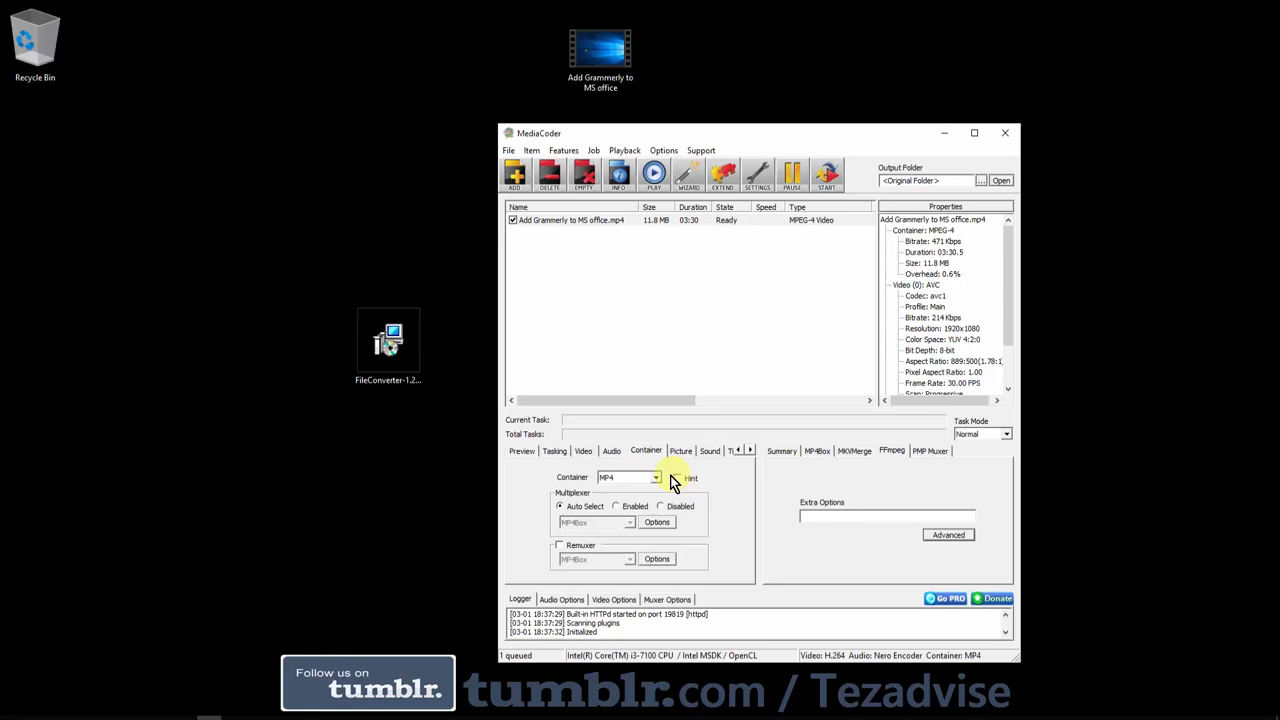 Recycle Bin
Add Grammerly to
MS office
FileConverter-1.2...
MediaCoder
File Item Features Job Playback Options Support
ADD DELETE EMPTY INFO PLAY WIZARD EXTEND SETTINGS PAUSE START
Output Folder
<Original Folder> ... Open
Name Size Duration State Speed Type
Add Grammerly to MS office.mp4 11.8 MB 03:30 Ready MPEG-4 Video
Properties
Add Grammerly to MS office.mp4
Container: MPEG-4
Bitrate: 471 Kbps
Duration: 03:30.5
Size: 11.8 MB
Overhead: 0.6%
Video (0): AVC
Codec: avc1
Profile: Main
Bitrate: 214 Kbps
Resolution: 1920x1080
Color Space: YUV 4:2:0
Bit Depth: 8-bit
Aspect Ratio: 889:500(1.78:1)
Pixel Aspect Ratio: 1.00
Frame Rate: 30.00 FPS
Scan: Progressive
Current Task:
Total Tasks:
Task Mode
Normal
Preview Tasking Video Audio Container Picture Sound
Summary MP4Box MKVMerge FFmpeg PMP Muxer
Container MP4 Hint
Multiplexer
Auto Select Enabled Disabled
MP4Box Options
Remuxer
MP4Box Options
Extra Options
Advanced
Logger Audio Options Video Options Muxer Options
Go PRO Donate
[03-01 18:37:29] Built-in HTTPd started on port 19819 [httpd]
[03-01 18:37:29] Scanning plugins
[03-01 18:37:32] Initialized
1 queued Intel(R) Core(TM) i3-7100 CPU / Intel MSDK / OpenCL Video: H.264 Audio: Nero Encoder Container: MP4
Follow us on
tumblr.
tumblr.com / Tezadvise